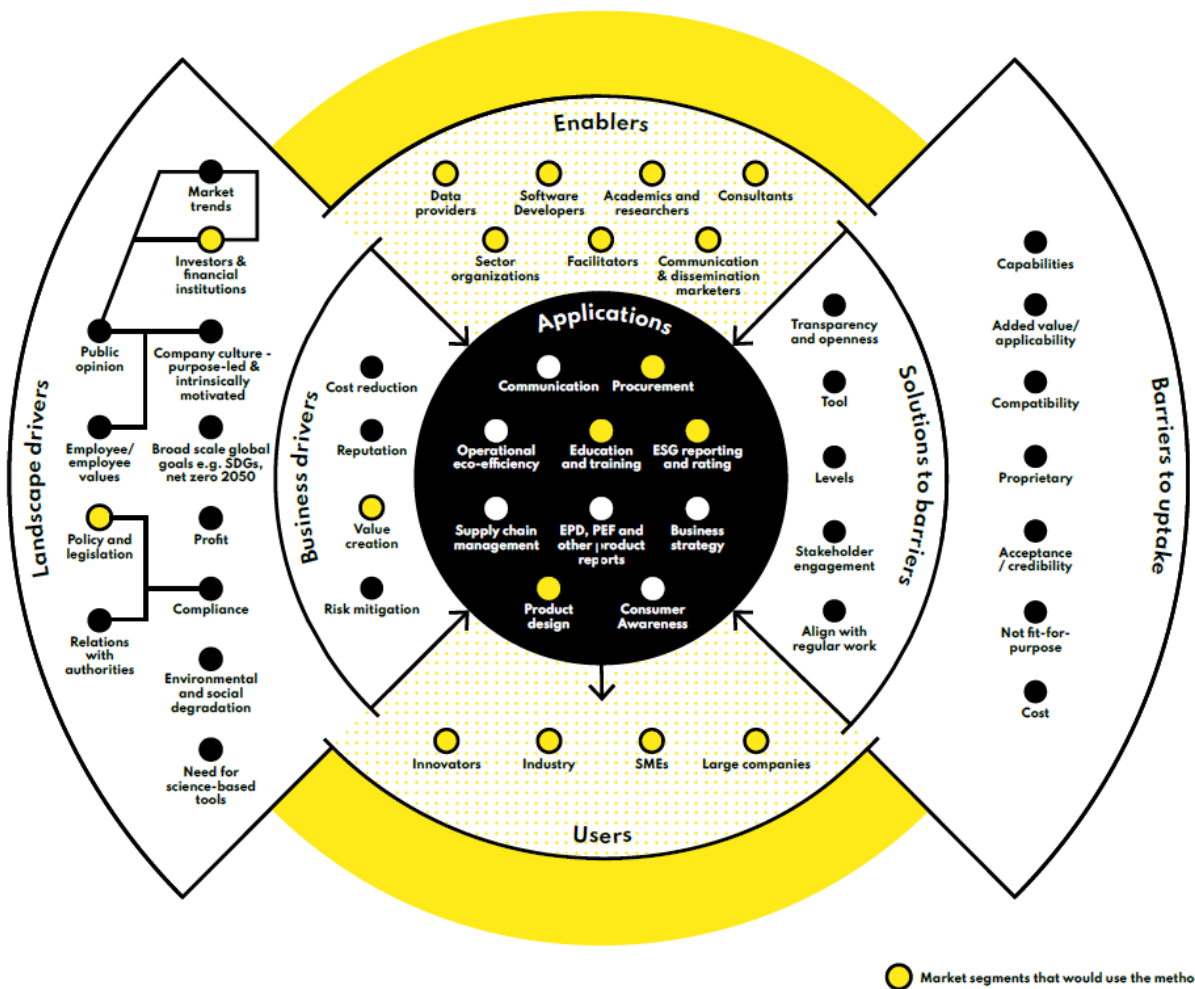 Enablers
Data
providers
Software
Developers
Academics and
researchers
Consultants
Sector
organizations
Facilitators
Communication
& dissemination
marketers
Landscape drivers
Market
trends
Investors &
financial
institutions
Public
opinion
Company culture -
purpose-led &
intrinsically
motivated
Employee/
employee
values
Broad scale global
goals e.g. SDGs,
net zero 2050
Policy and
legislation
Profit
Compliance
Relations
with
authorities
Environmental
and social
degradation
Need for
science-based
tools
Business drivers
Cost reduction
Reputation
Value
creation
Risk mitigation
Applications
Communication
Procurement
Operational
eco-efficiency
Education
and training
ESG reporting
and rating
Supply chain
management
EPD, PEF and
other product
reports
Business
strategy
Product
design
Consumer
Awareness
Solutions to barriers
Transparency
and openness
Tool
Levels
Stakeholder
engagement
Align with
regular work
Barriers to uptake
Capabilities
Added value/
applicability
Compatibility
Proprietary
Acceptance
/ credibility
Not fit-for-
purpose
Cost
Innovators
Industry
SMEs
Large companies
Users
Market segments that would use the metho